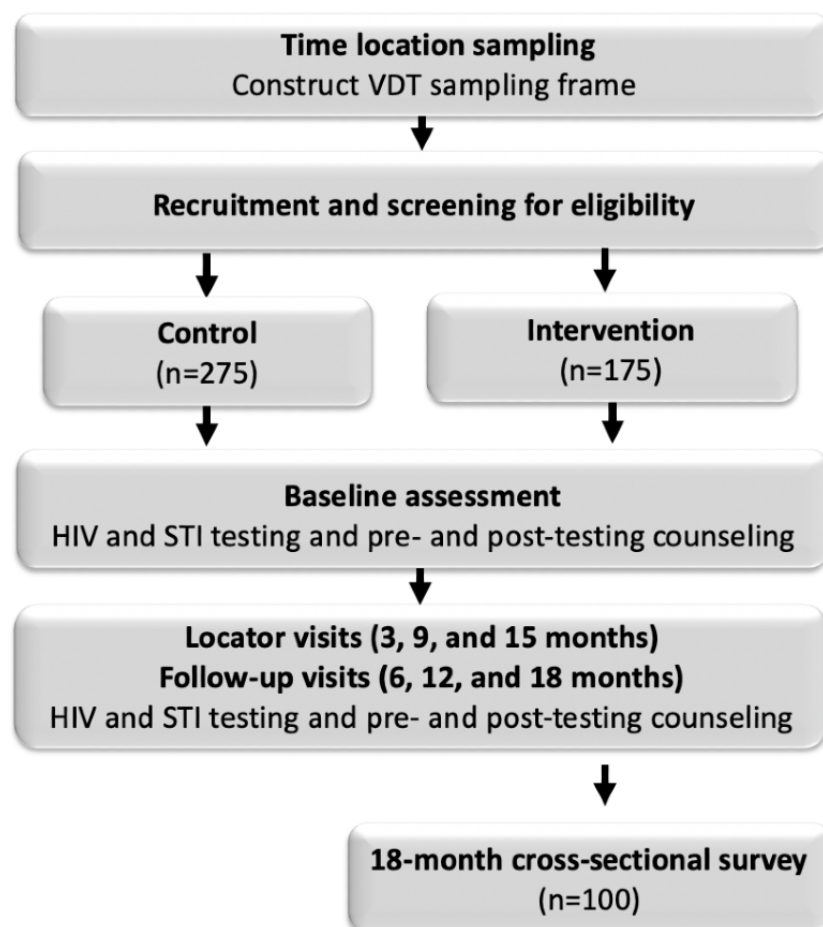 Time location sampling
Construct VDT sampling frame
Recruitment and screening for eligibility
Control
(n=275)
Intervention
(n=175)
Baseline assessment
HIV and STI testing and pre- and post-testing counseling
Locator visits (3, 9, and 15 months)
Follow-up visits (6, 12, and 18 months)
HIV and STI testing and pre- and post-testing counseling
18-month cross-sectional survey
(n=100)